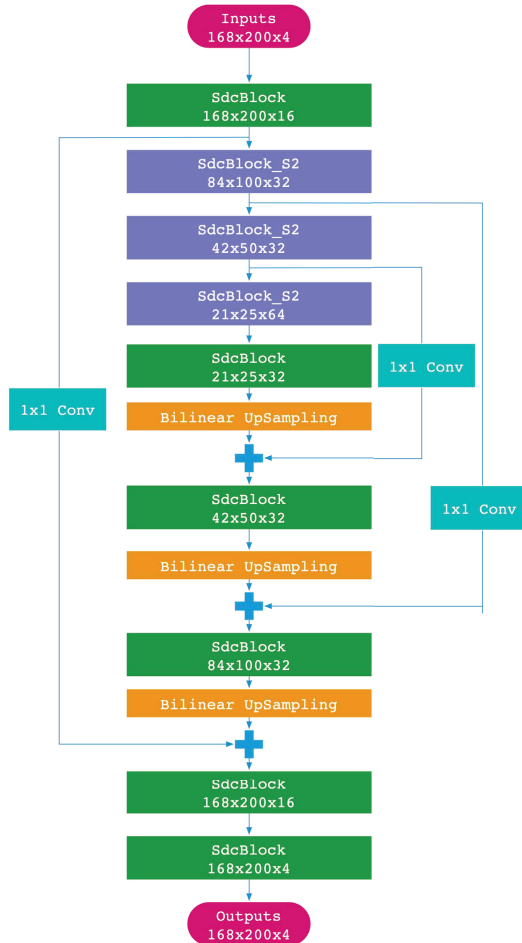 Inputs
168x200x4
SdcBlock
168x200x16
SdcBlock_S2
84x100x32
SdcBlock_S2
42x50x32
SdcBlock_S2
21x25x64
SdcBlock
21x25x32
1x1 Conv
1x1 Conv
Bilinear UpSampling
SdcBlock
42x50x32
1x1 Conv
Bilinear UpSampling
SdcBlock
84x100x32
Bilinear UpSampling
SdcBlock
168x200x16
SdcBlock
168x200x4
Outputs
168x200x4